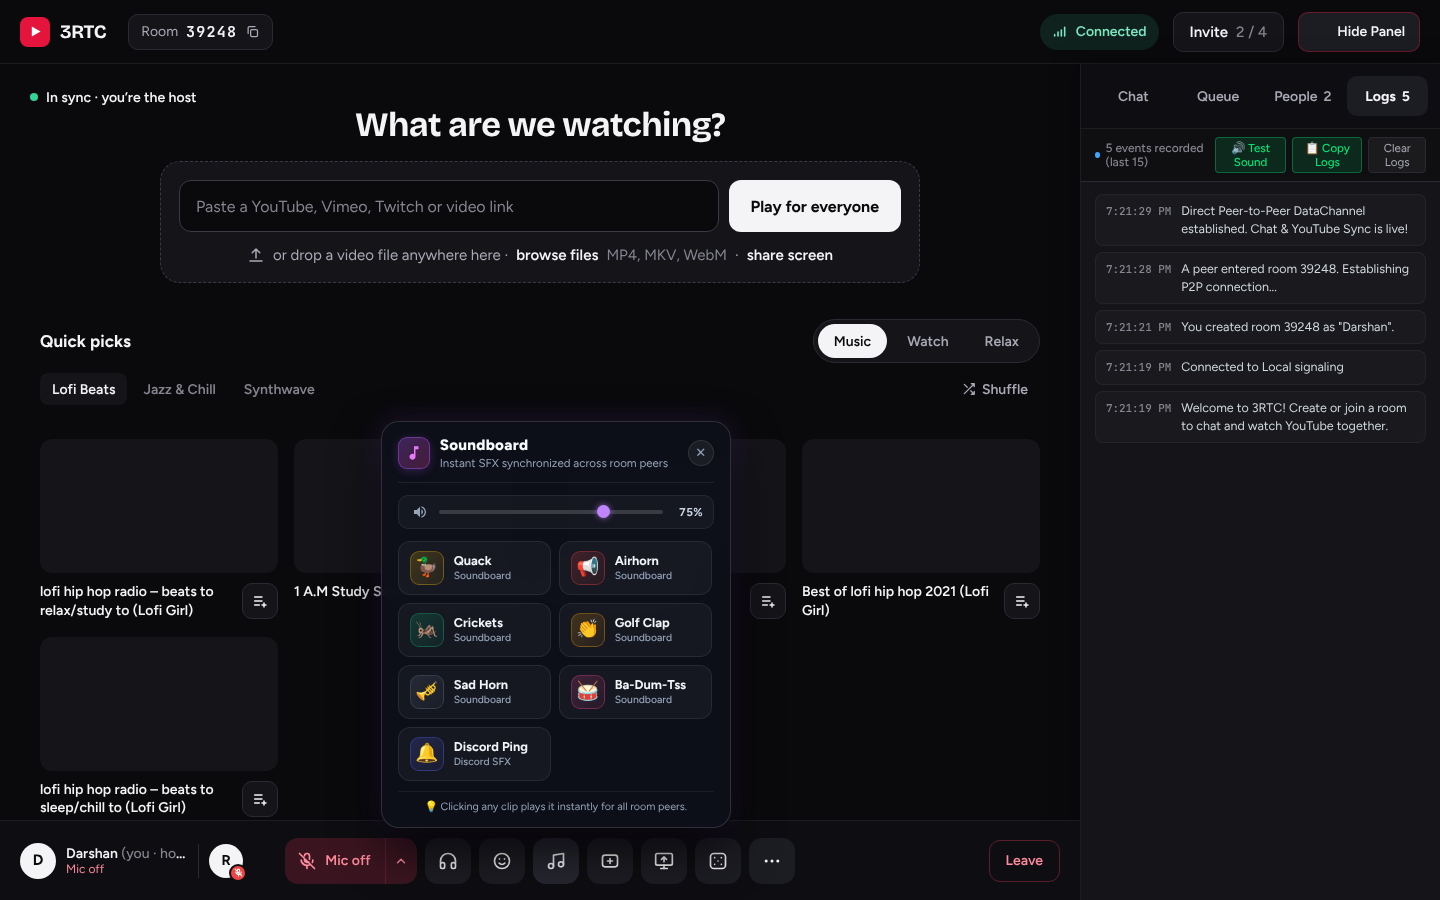 3RTC
Room 39248
Connected
Invite 2 / 4
Hide Panel
In sync · you're the host
What are we watching?
Paste a YouTube, Vimeo, Twitch or video link
Play for everyone
or drop a video file anywhere here · browse files MP4, MKV, WebM · share screen
Quick picks
Music
Watch
Relax
Lofi Beats
Jazz & Chill
Synthwave
Shuffle
lofi hip hop radio – beats to
relax/study to (Lofi Girl)
1 A.M Study S
Best of lofi hip hop 2021 (Lofi
Girl)
lofi hip hop radio – beats to
sleep/chill to (Lofi Girl)
Soundboard
Instant SFX synchronized across room peers
75%
Quack
Soundboard
Airhorn
Soundboard
Crickets
Soundboard
Golf Clap
Soundboard
Sad Horn
Soundboard
Ba-Dum-Tss
Soundboard
Discord Ping
Discord SFX
💡 Clicking any clip plays it instantly for all room peers.
D
Darshan (you · ho...
Mic off
R
Mic off
Leave
Chat
Queue
People 2
Logs 5
5 events recorded
(last 15)
🔊 Test
Sound
📋 Copy
Logs
Clear
Logs
7:21:29 PM Direct Peer-to-Peer DataChannel
established. Chat & YouTube Sync is live!
7:21:28 PM A peer entered room 39248. Establishing
P2P connection...
7:21:21 PM You created room 39248 as "Darshan".
7:21:19 PM Connected to Local signaling
7:21:19 PM Welcome to 3RTC! Create or join a room
to chat and watch YouTube together.